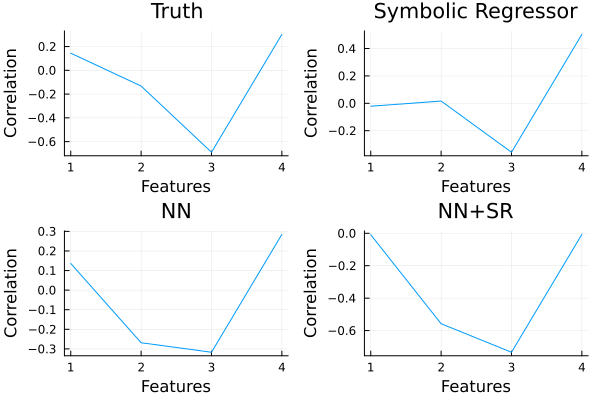 Truth
Correlation
0.2
0.0
−0.2
−0.4
−0.6
1 2 3 4
Features
Symbolic Regressor
Correlation
0.4
0.2
0.0
−0.2
1 2 3 4
Features
NN
Correlation
0.3
0.2
0.1
0.0
−0.1
−0.2
−0.3
1 2 3 4
Features
NN+SR
Correlation
0.0
−0.2
−0.4
−0.6
1 2 3 4
Features